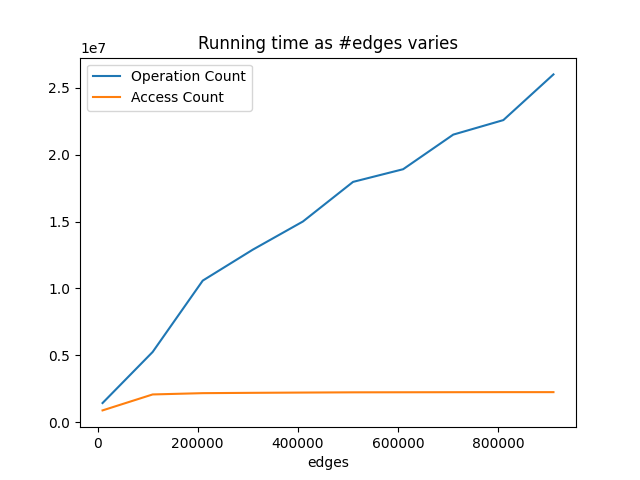 Running time as #edges varies
1e7
Operation Count
Access Count
2.5
2.0
1.5
1.0
0.5
0.0
0 200000 400000 600000 800000
edges